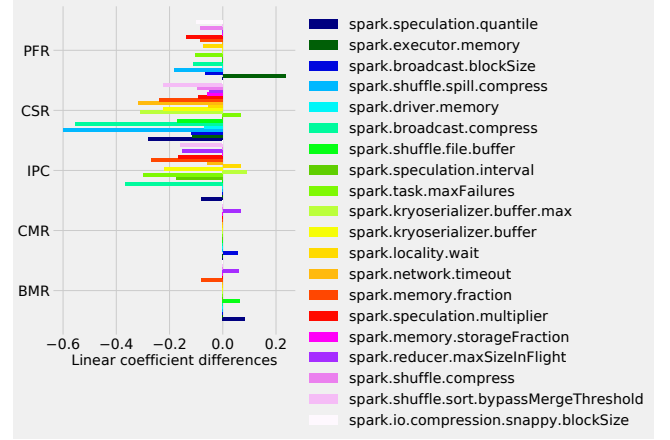 PFR
CSR
IPC
CMR
BMR
−0.6 −0.4 −0.2 0.0 0.2
Linear coefficient differences
spark.speculation.quantile
spark.executor.memory
spark.broadcast.blockSize
spark.shuffle.spill.compress
spark.driver.memory
spark.broadcast.compress
spark.shuffle.file.buffer
spark.speculation.interval
spark.task.maxFailures
spark.kryoserializer.buffer.max
spark.kryoserializer.buffer
spark.locality.wait
spark.network.timeout
spark.memory.fraction
spark.speculation.multiplier
spark.memory.storageFraction
spark.reducer.maxSizeInFlight
spark.shuffle.compress
spark.shuffle.sort.bypassMergeThreshold
spark.io.compression.snappy.blockSize